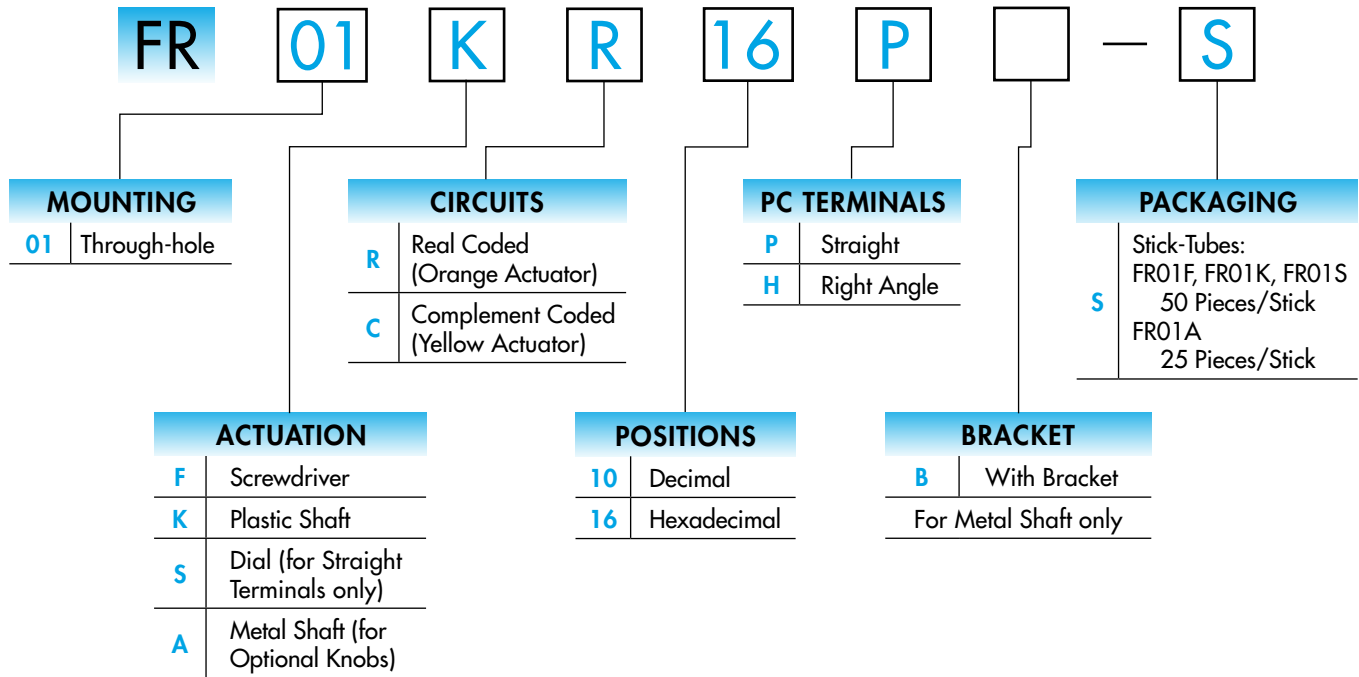 FR 01 K R 16 P — S
MOUNTING
01 Through-hole
CIRCUITS
R Real Coded
(Orange Actuator)
C Complement Coded
(Yellow Actuator)
PC TERMINALS
P Straight
H Right Angle
PACKAGING
S Stick-Tubes:
FR01F, FR01K, FR01S
50 Pieces/Stick
FR01A
25 Pieces/Stick
ACTUATION
F Screwdriver
K Plastic Shaft
S Dial (for Straight
Terminals only)
A Metal Shaft (for
Optional Knobs)
POSITIONS
10 Decimal
16 Hexadecimal
BRACKET
B With Bracket
For Metal Shaft only